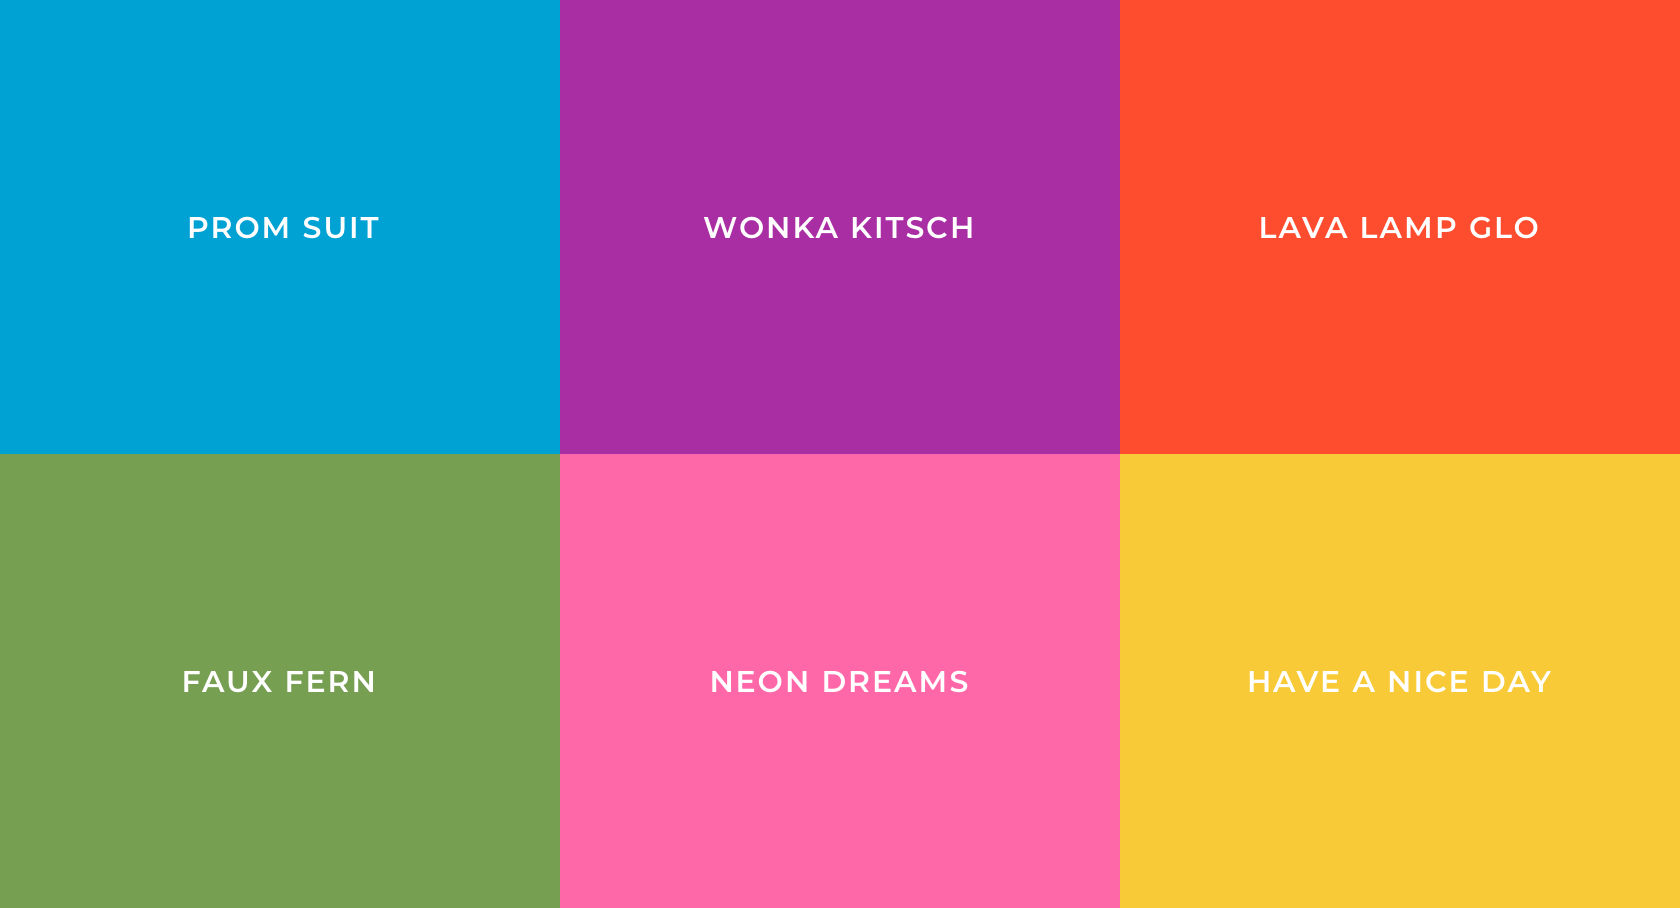 PROM SUIT
WONKA KITSCH
LAVA LAMP GLO
FAUX FERN
NEON DREAMS
HAVE A NICE DAY